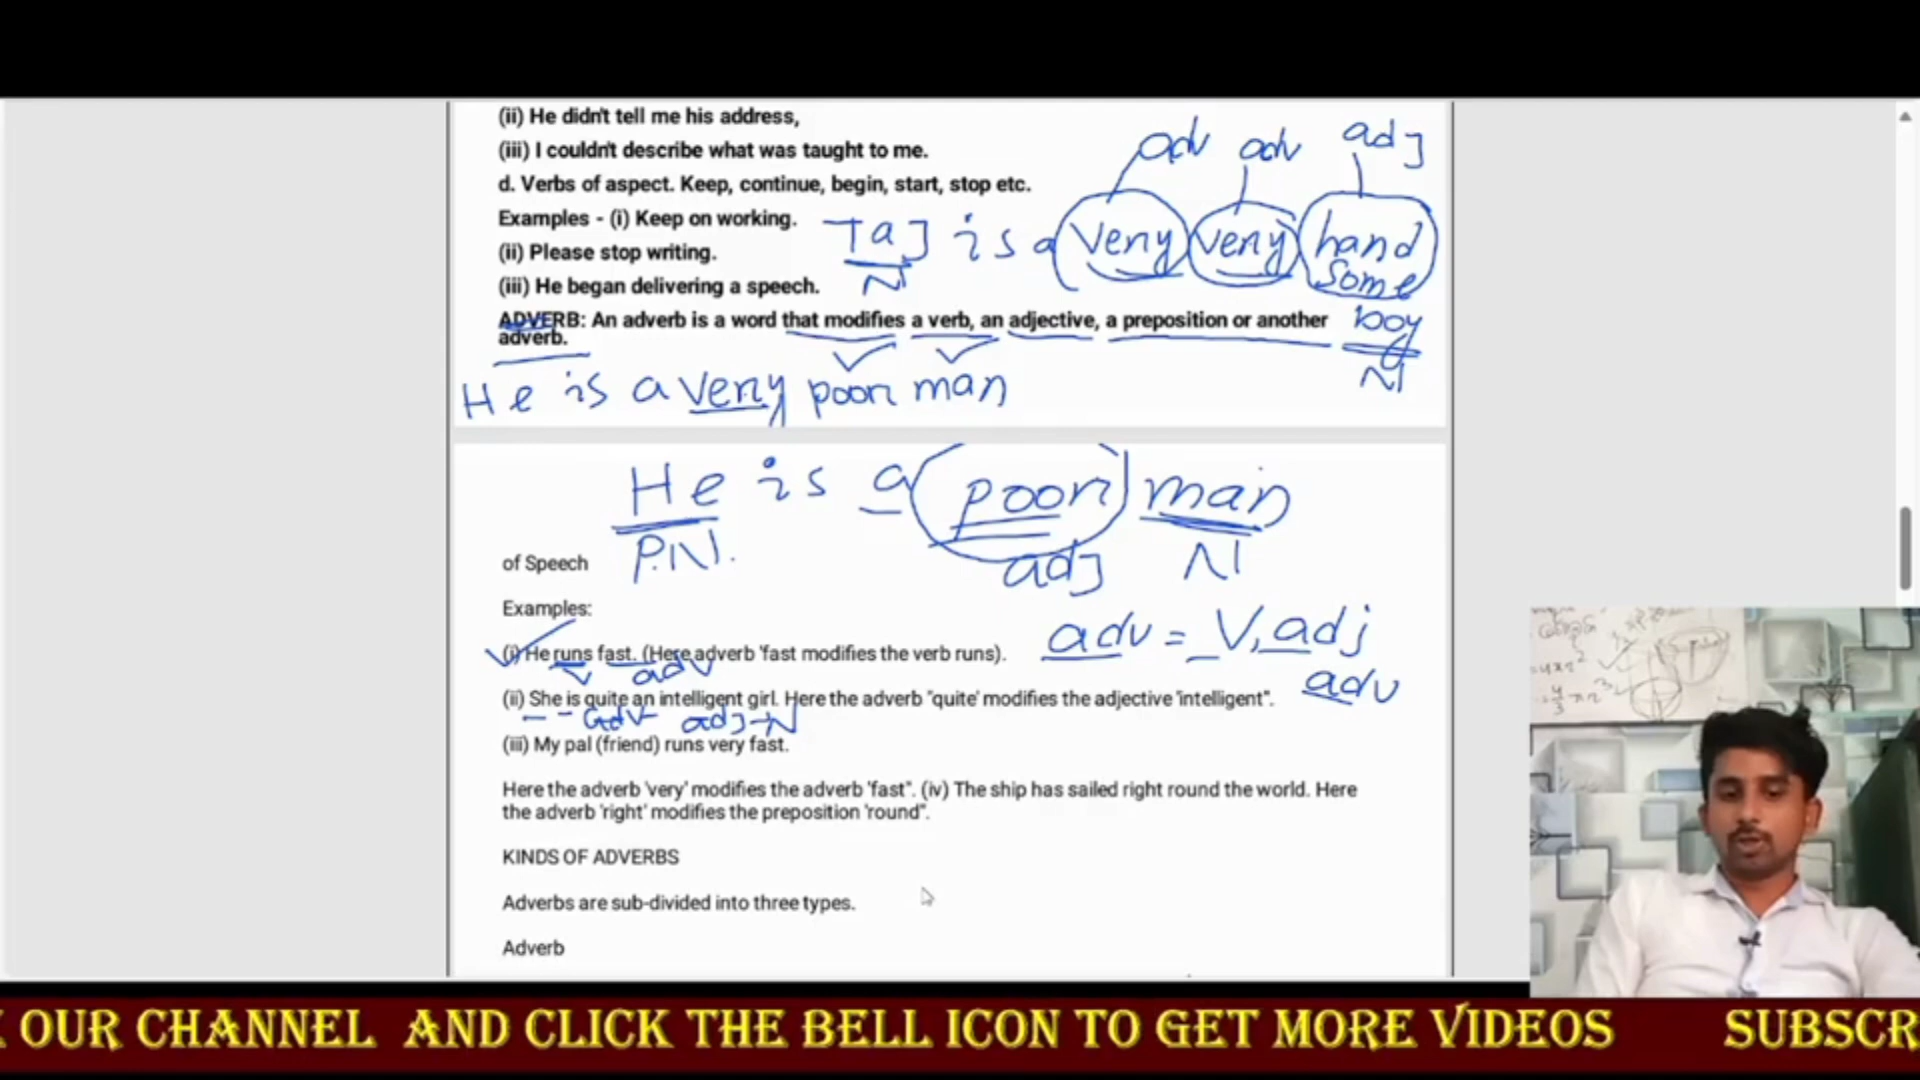 (ii) He didn't tell me his address,
(iii) I couldn't describe what was taught to me.
adv adv adj
d. Verbs of aspect. Keep, continue, begin, start, stop etc.
Examples - (i) Keep on working.
Taj is a very very hand
some
(ii) Please stop writing.
N
(iii) He began delivering a speech.
ADVERB: An adverb is a word that modifies a verb, an adjective, a preposition or another
adverb.
boy
N
He is a very poor man
He is a poor man
P.N. adj N
of Speech
Examples:
adv = V, adj
adv
(i) He runs fast. (Here adverb 'fast modifies the verb runs).
V adv
(ii) She is quite an intelligent girl. Here the adverb "quite' modifies the adjective 'intelligent".
adv adj N
(iii) My pal (friend) runs very fast.
Here the adverb 'very' modifies the adverb 'fast". (iv) The ship has sailed right round the world. Here
the adverb 'right' modifies the preposition 'round".
KINDS OF ADVERBS
Adverbs are sub-divided into three types.
Adverb
OUR CHANNEL AND CLICK THE BELL ICON TO GET MORE VIDEOS SUBSCR